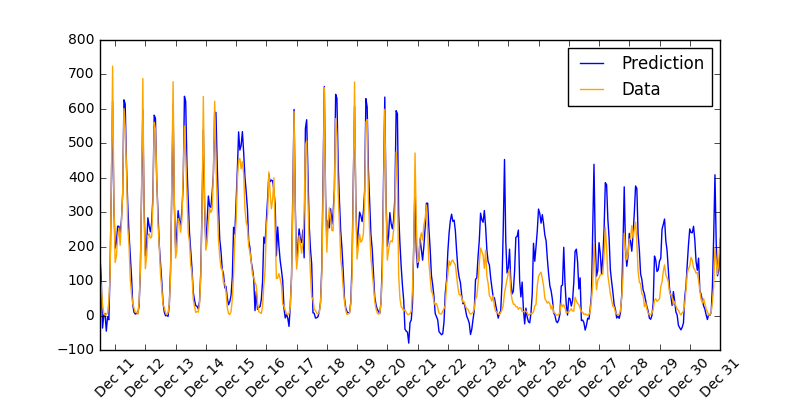 800
700
600
500
400
300
200
100
0
−100
Prediction
Data
Dec 11
Dec 12
Dec 13
Dec 14
Dec 15
Dec 16
Dec 17
Dec 18
Dec 19
Dec 20
Dec 21
Dec 22
Dec 23
Dec 24
Dec 25
Dec 26
Dec 27
Dec 28
Dec 29
Dec 30
Dec 31